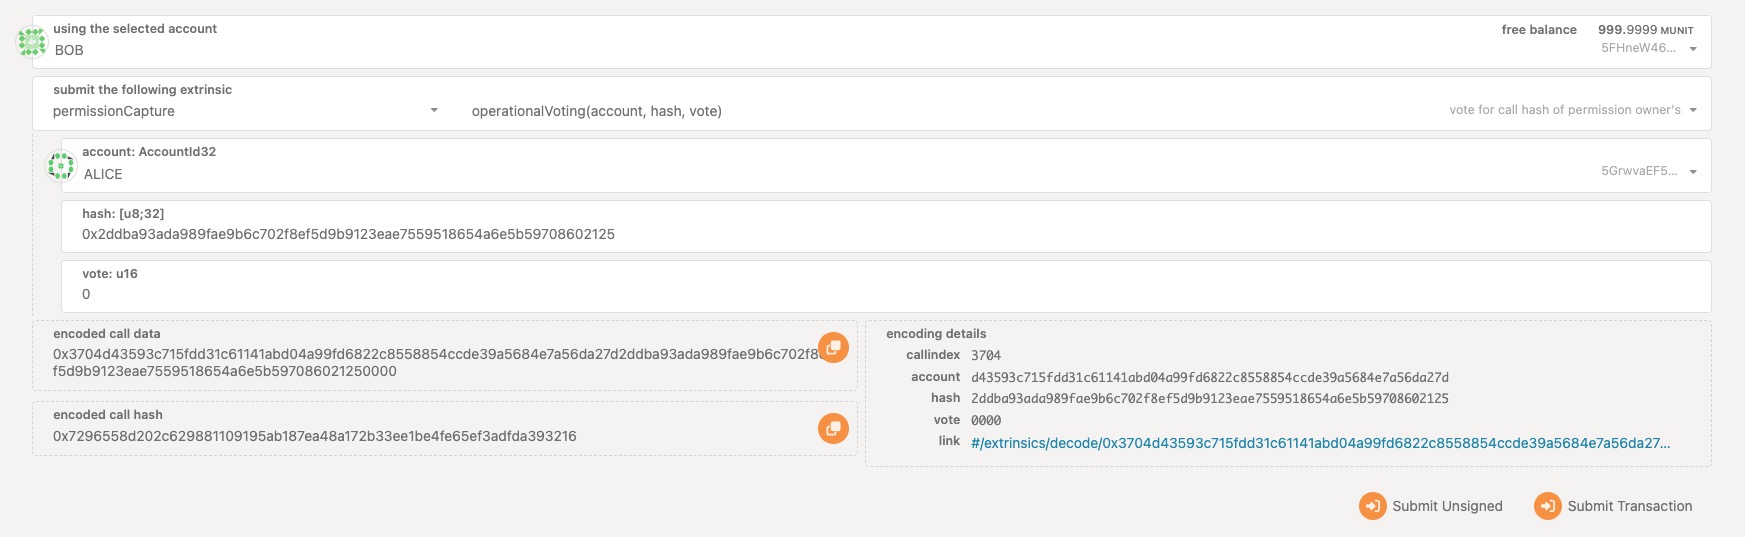 using the selected account
free balance 999.9999 MUNIT
BOB
5FHneW46...
submit the following extrinsic
permissionCapture
operationalVoting(account, hash, vote)
vote for call hash of permission owner's
account: AccountId32
ALICE
5GrwvaEF5...
hash: [u8;32]
0x2ddba93ada989fae9b6c702f8ef5d9b9123eae7559518654a6e5b59708602125
vote: u16
0
encoded call data
0x3704d43593c715fdd31c61141abd04a99fd6822c8558854ccde39a5684e7a56da27d2ddba93ada989fae9b6c702f8
f5d9b9123eae7559518654a6e5b597086021250000
encoded call hash
0x7296558d202c629881109195ab187ea48a172b33ee1be4fe65ef3adfda393216
encoding details
callindex 3704
account d43593c715fdd31c61141abd04a99fd6822c8558854ccde39a5684e7a56da27d
hash 2ddba93ada989fae9b6c702f8ef5d9b9123eae7559518654a6e5b59708602125
vote 0000
link #/extrinsics/decode/0x3704d43593c715fdd31c61141abd04a99fd6822c8558854ccde39a5684e7a56da27...
Submit Unsigned
Submit Transaction